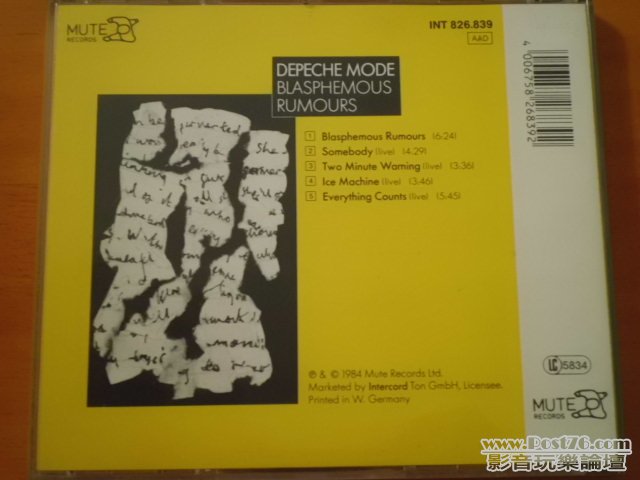 MUTE
RECORDS
INT 826.839
AAD
DEPECHE MODE
BLASPHEMOUS
RUMOURS
1 Blasphemous Rumours (6:24)
2 Somebody (live) (4:29)
3 Two Minute Warning (live) (3:36)
4 Ice Machine (live) (3:46)
5 Everything Counts (live) (5:45)
4 006758 268392
perverted
She
℗ & © 1984 Mute Records Ltd.
Marketed by Intercord Ton GmbH, Licensee.
Printed in W. Germany
LC 5834
MUTE
RECORDS
www.Post76.com
影音玩樂論壇